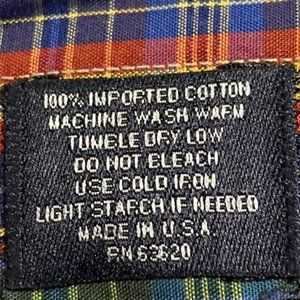 100% IMPORTED COTTON
MACHINE WASH WARM
TUMBLE DRY LOW
DO NOT BLEACH
USE COLD IRON
LIGHT STARCH IF NEEDED
MADE IN U.S.A.
RN 63620